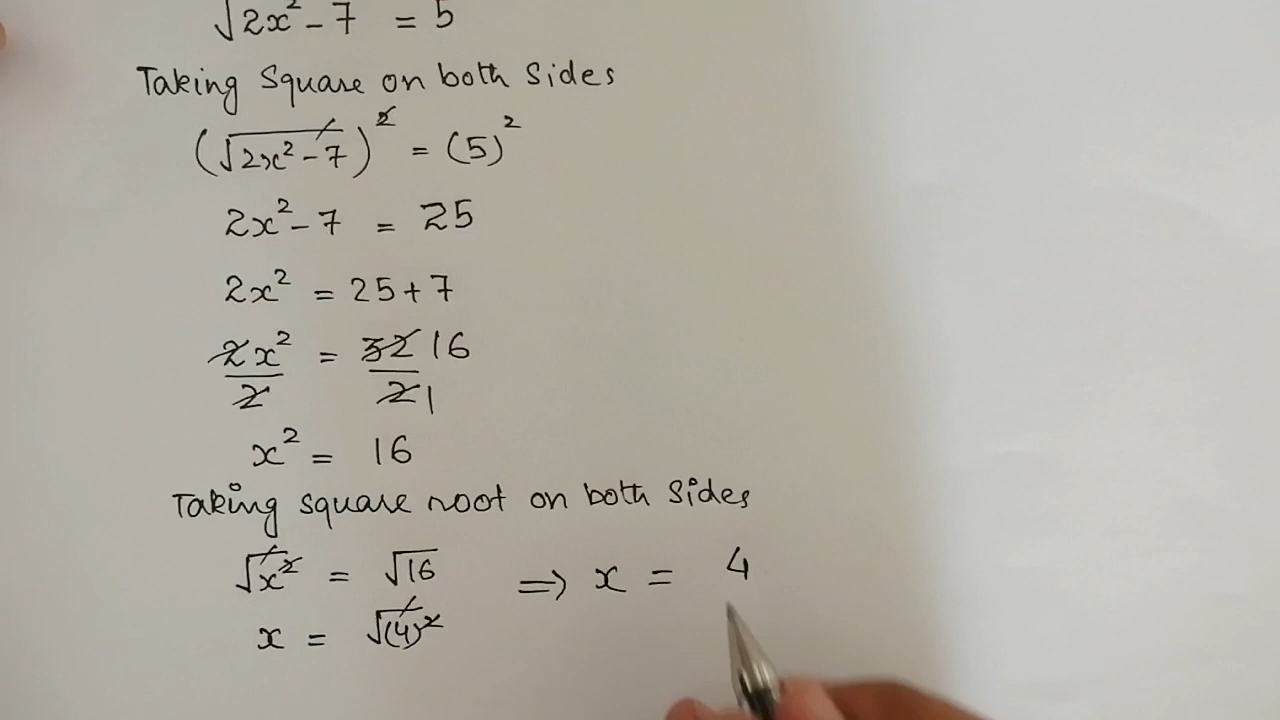 √2x² - 7 = 5
Taking Square on both Sides
(√2x² - 7)² = (5)²
2x² - 7 = 25
2x² = 25 + 7
2x²/2 = 32/2 16 1
x² = 16
Taking square root on both Sides
√x² = √16 ⇒ x = 4
x = √(4)²